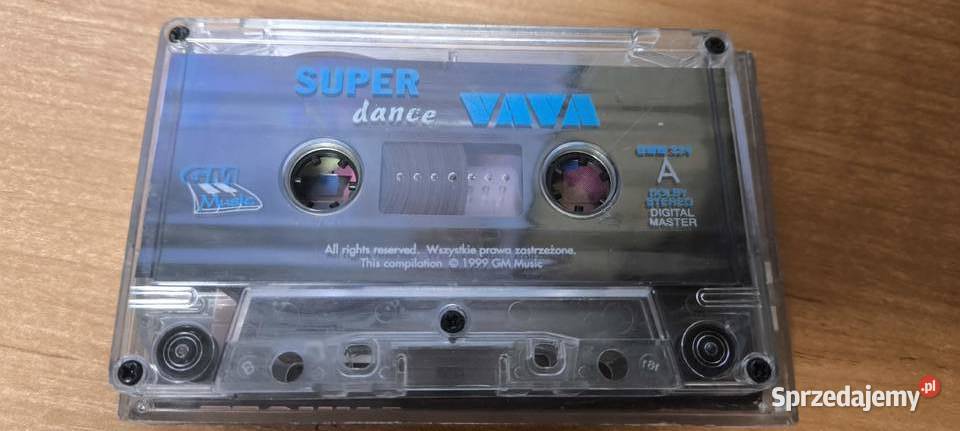 SUPER
dance
VAVA
GM
Music
A
DOLBY
STEREO
DIGITAL
MASTER
All rights reserved. Wszystkie prawa zastrzeżone.
This compilation © 1999 GM Music
B
Sprzedajemy.pl